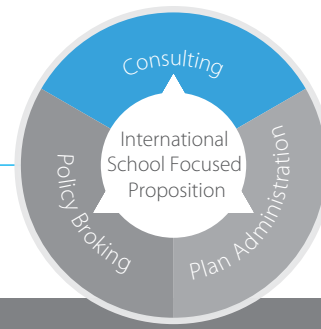 Consulting
International
School Focused
Proposition
Policy Broking
Plan Administration